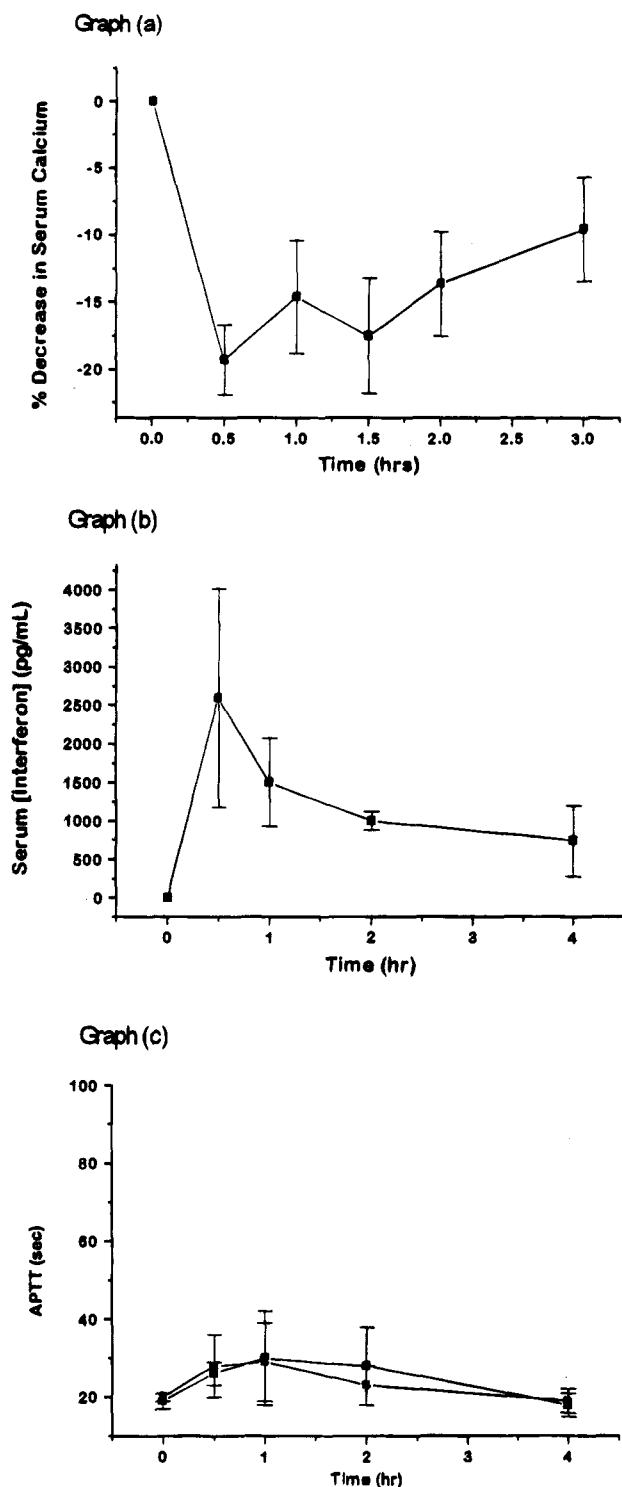 Graph (a)
% Decrease in Serum Calcium
0
-5
-10
-15
-20
0.0 0.5 1.0 1.5 2.0 2.5 3.0
Time (hrs)
Graph (b)
Serum [Interferon] (pg/mL)
4000
3500
3000
2500
2000
1500
1000
500
0
0 1 2 3 4
Time (hr)
Graph (c)
APTT (sec)
100
80
60
40
20
0 1 2 3 4
Time (hr)